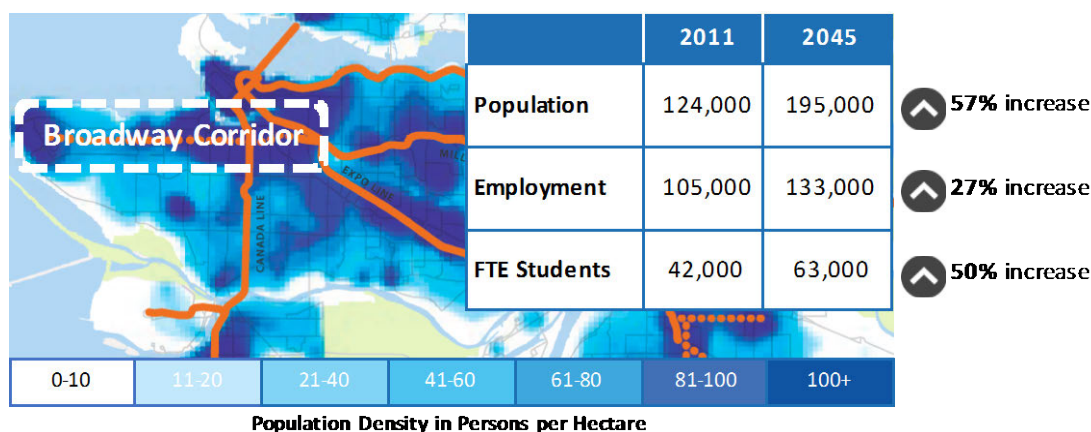 2011 2045
Population 124,000 195,000 57% increase
Employment 105,000 133,000 27% increase
FTE Students 42,000 63,000 50% increase
Broadway Corridor
MILL
EXPO LINE
CANADA LINE
0-10 11-20 21-40 41-60 61-80 81-100 100+
Population Density in Persons per Hectare